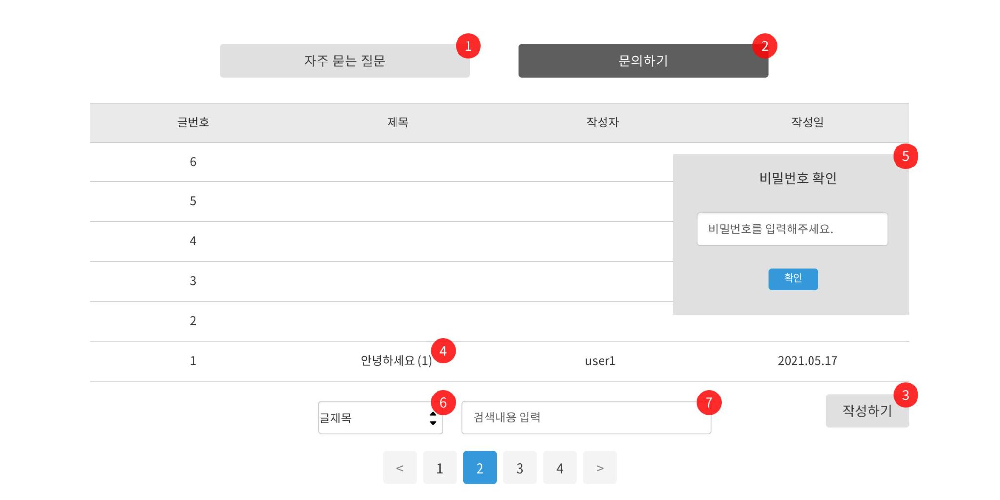 자주 묻는 질문 1
문의하기 2
글번호 제목 작성자 작성일
6
5
비밀번호 확인
5
비밀번호를 입력해주세요.
4
확인
3
2
1 안녕하세요 (1) 4 user1 2021.05.17
글제목 6
검색내용 입력 7
작성하기 3
< 1 2 3 4 >